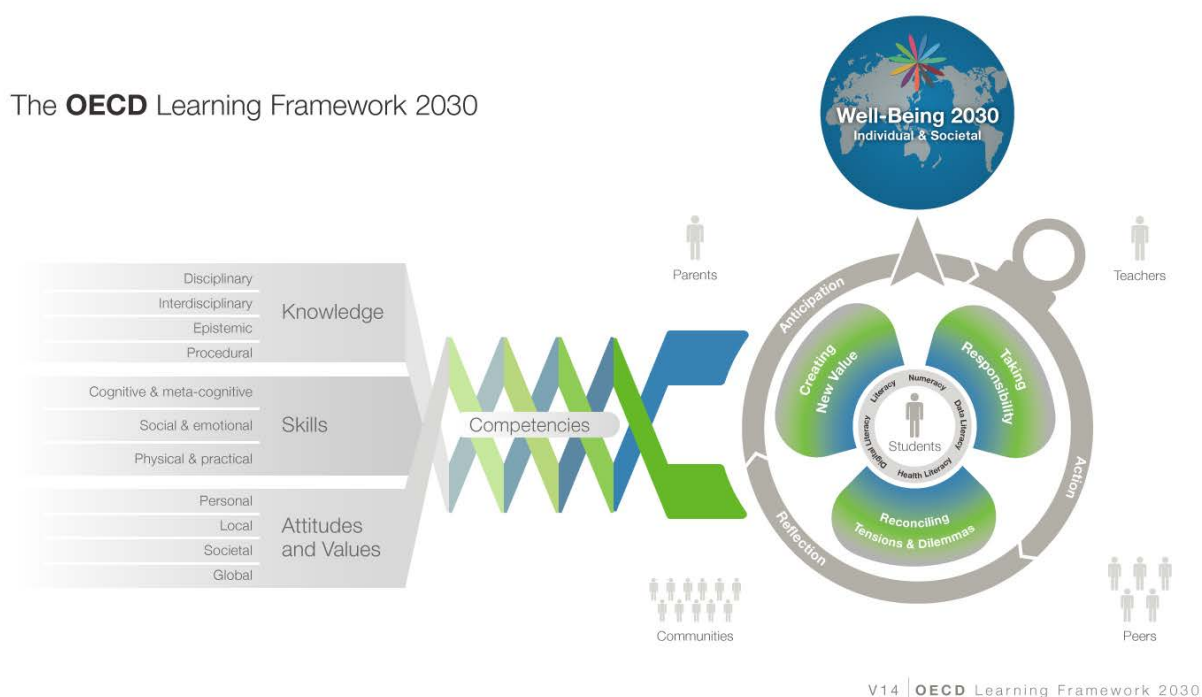 The OECD Learning Framework 2030
Well-Being 2030
Individual & Societal
Disciplinary
Interdisciplinary
Epistemic
Procedural
Knowledge
Cognitive & meta-cognitive
Social & emotional
Physical & practical
Skills
Personal
Local
Societal
Global
Attitudes
and Values
Competencies
Parents
Teachers
Communities
Peers
Anticipation
Action
Reflection
Creating
New Value
Taking
Responsibility
Reconciling
Tensions & Dilemmas
Literacy
Numeracy
Data Literacy
Health Literacy
Digital Literacy
Students
V14 | OECD Learning Framework 2030